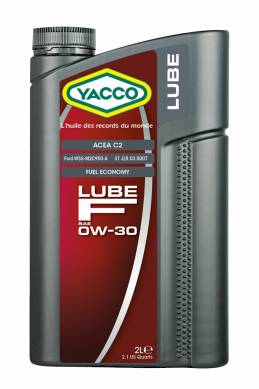 YACCO
L'huile des records du monde
ACEA C2
Ford WSS-M2C950-A ST JLR.03.5007
FUEL ECONOMY
LUBE
F
SAE
0W-30
2L e
2.1 US Quarts
LUBE